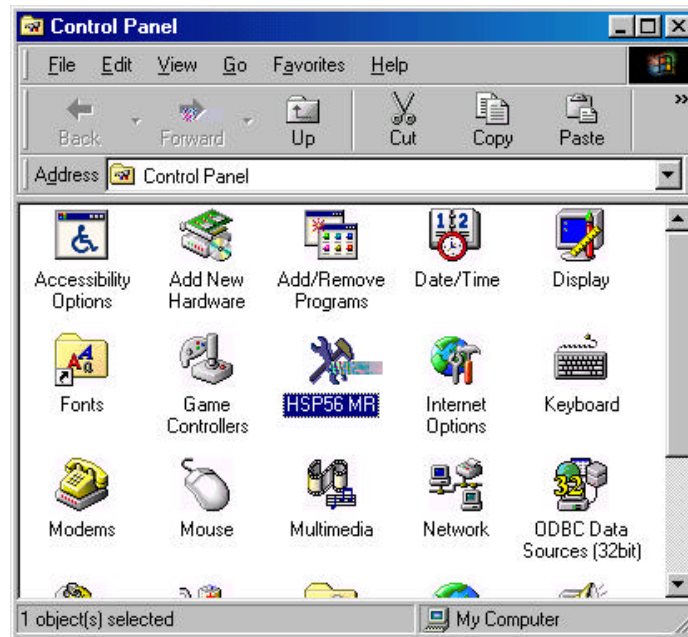 Control Panel
File Edit View Go Favorites Help
»
Back Forward Up Cut Copy Paste
Address Control Panel
Accessibility Options
Add New Hardware
Add/Remove Programs
Date/Time
Display
Fonts
Game Controllers
HSP56 MR
Internet Options
Keyboard
Modems
Mouse
Multimedia
Network
32
ODBC Data Sources (32bit)
1 object(s) selected
My Computer